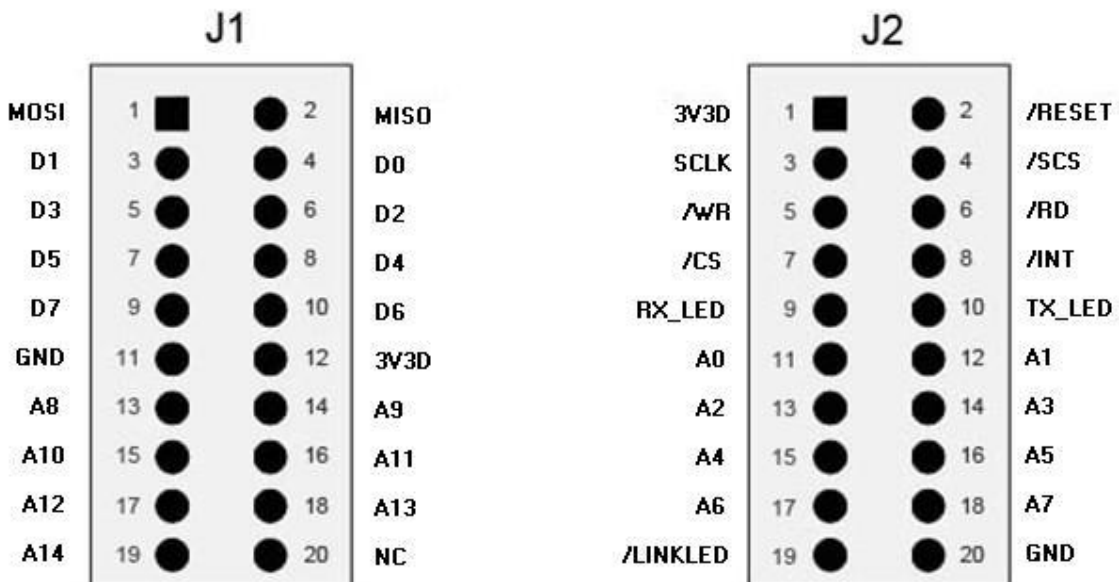 J1 J2
MOSI 1 2 MISO 3V3D 1 2 /RESET
D1 3 4 D0 SCLK 3 4 /SCS
D3 5 6 D2 /WR 5 6 /RD
D5 7 8 D4 /CS 7 8 /INT
D7 9 10 D6 RX_LED 9 10 TX_LED
GND 11 12 3V3D A0 11 12 A1
A8 13 14 A9 A2 13 14 A3
A10 15 16 A11 A4 15 16 A5
A12 17 18 A13 A6 17 18 A7
A14 19 20 NC /LINKLED 19 20 GND